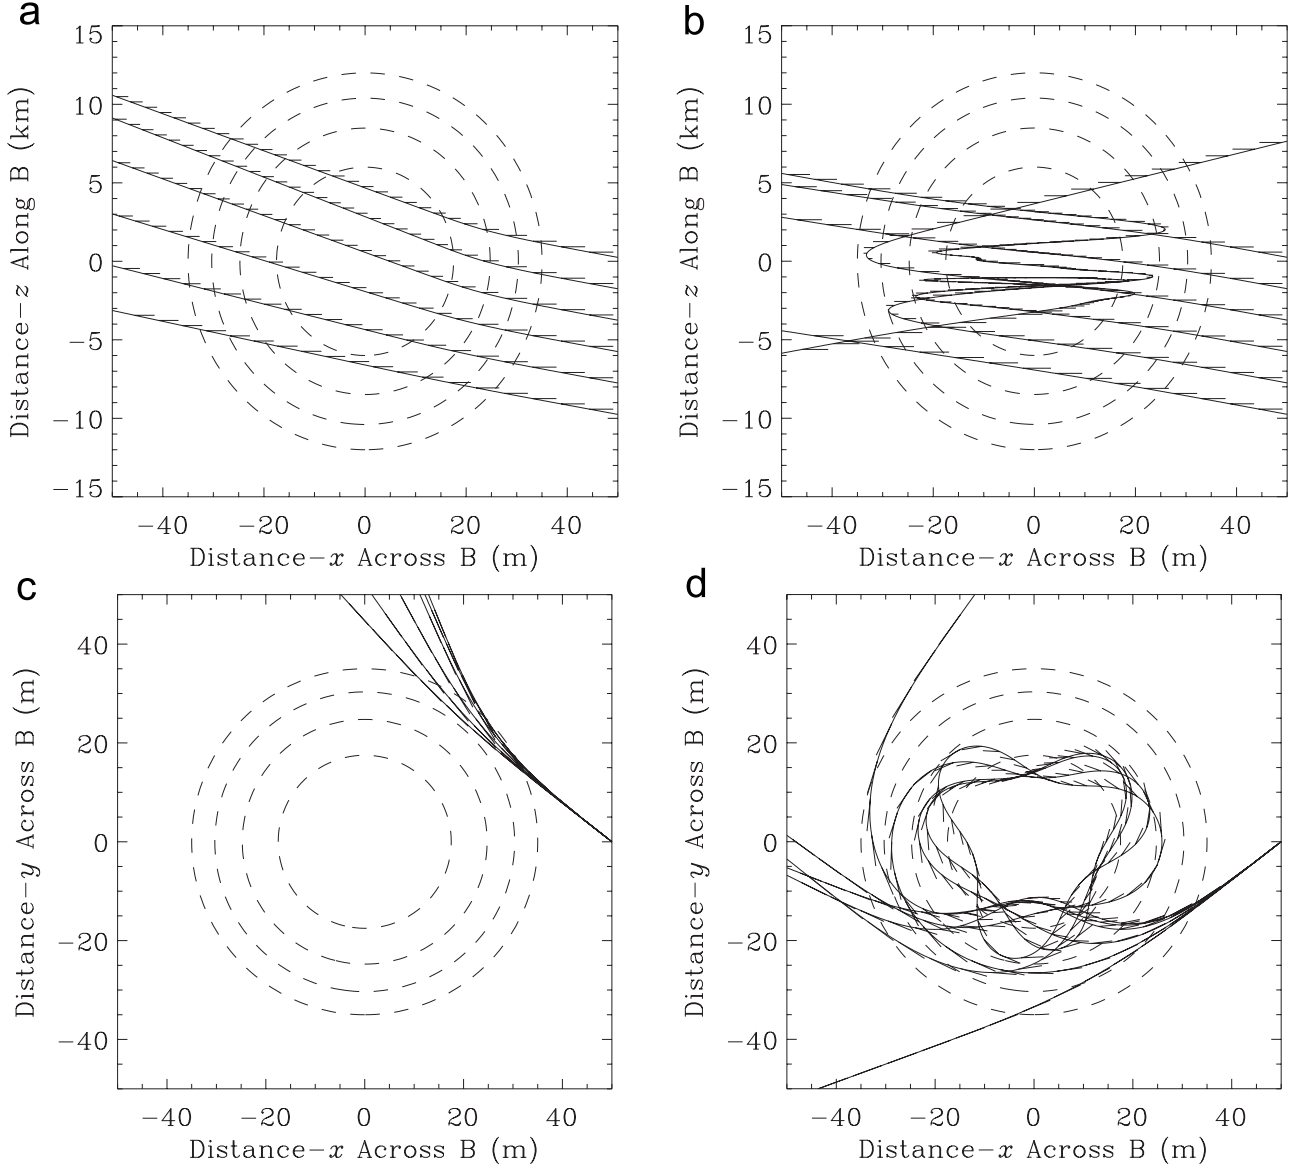 a
b
15
10
5
0
−5
−10
−15
Distance−z Along B (km)
−40 −20 0 20 40
Distance−x Across B (m)
15
10
5
0
−5
−10
−15
Distance−z Along B (km)
−40 −20 0 20 40
Distance−x Across B (m)
c
d
40
20
0
−20
−40
Distance−y Across B (m)
−40 −20 0 20 40
Distance−x Across B (m)
40
20
0
−20
−40
Distance−y Across B (m)
−40 −20 0 20 40
Distance−x Across B (m)